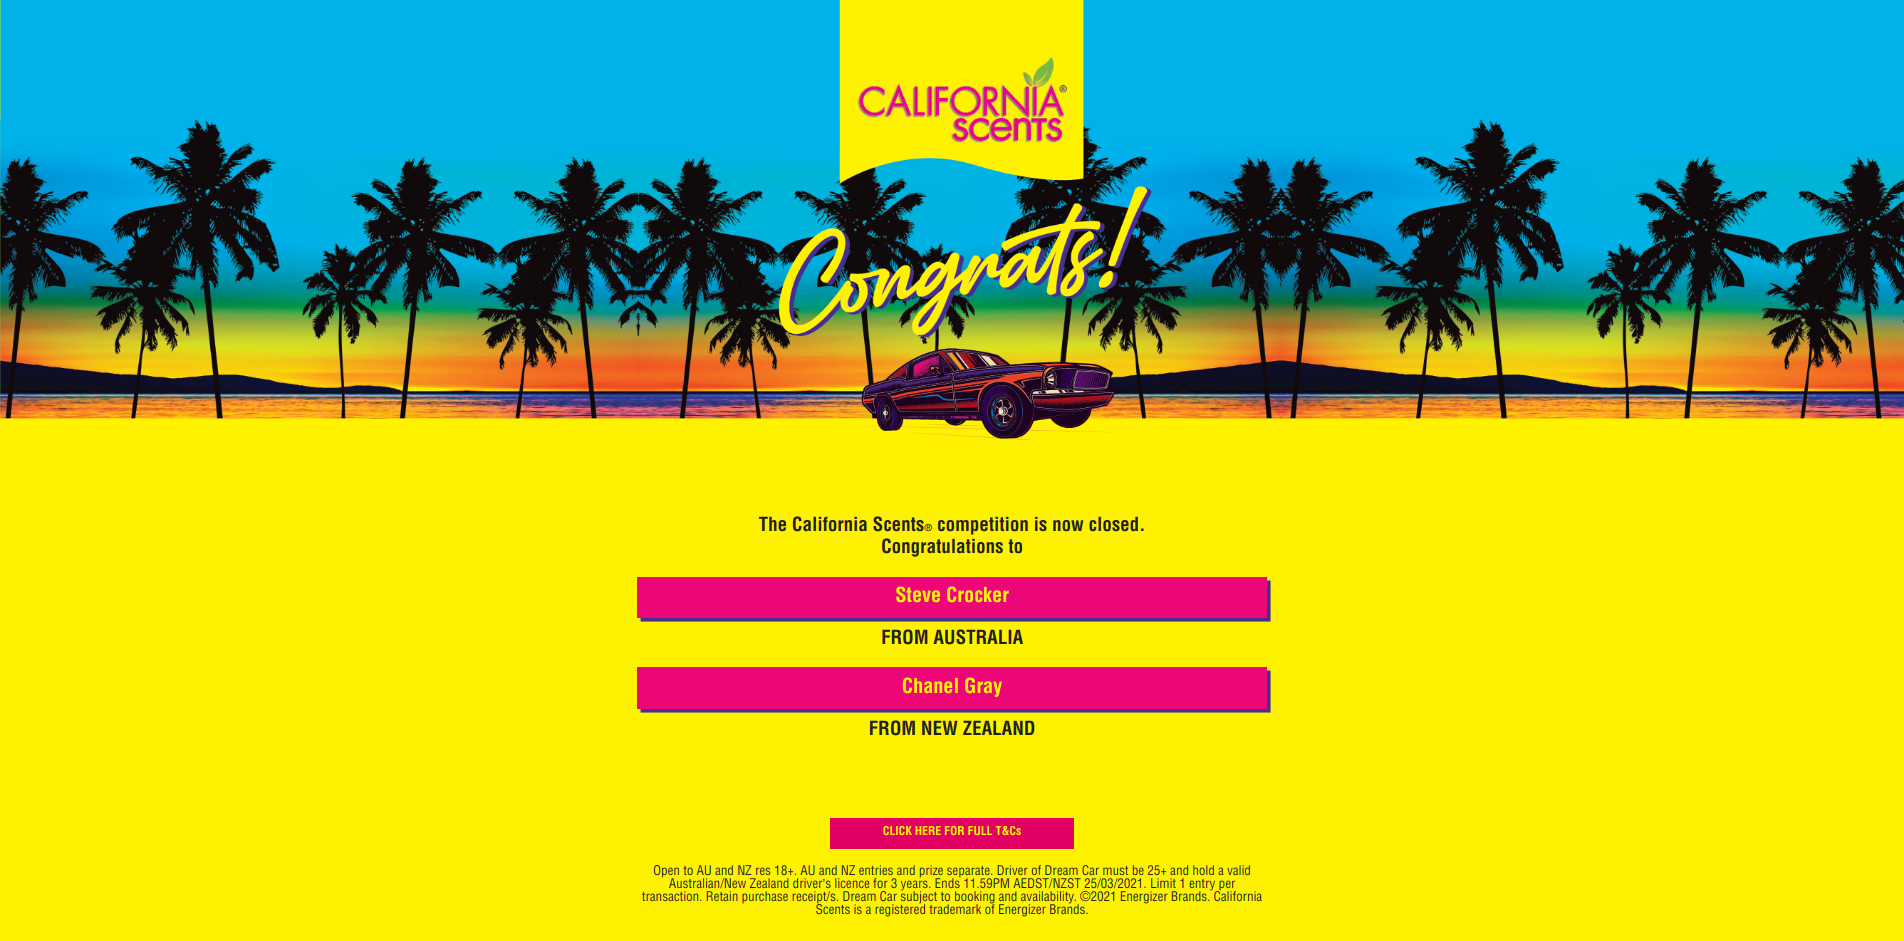 CALIFORNIA®
scents
Congrats!
The California Scents® competition is now closed.
Congratulations to
Steve Crocker
FROM AUSTRALIA
Chanel Gray
FROM NEW ZEALAND
CLICK HERE FOR FULL T&Cs
Open to AU and NZ res 18+. AU and NZ entries and prize separate. Driver of Dream Car must be 25+ and hold a valid
Australian/New Zealand driver's licence for 3 years. Ends 11.59PM AEDST/NZST 25/03/2021. Limit 1 entry per
transaction. Retain purchase receipt/s. Dream Car subject to booking and availability. ©2021 Energizer Brands. California
Scents is a registered trademark of Energizer Brands.